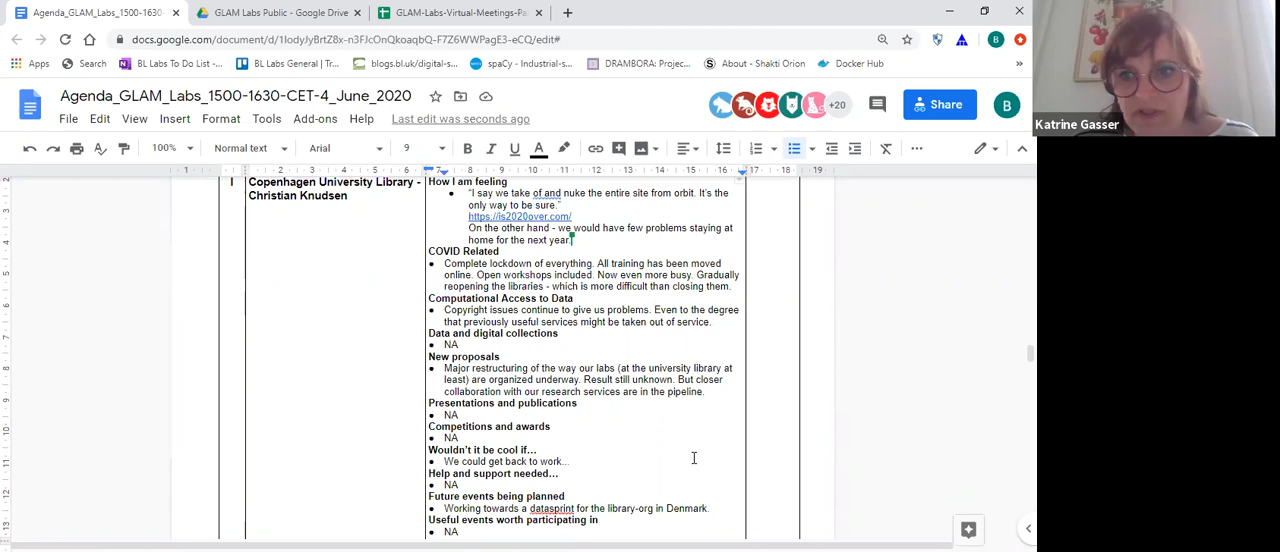 Agenda_GLAM_Labs_1500-1630-
GLAM Labs Public - Google Drive
GLAM-Labs-Virtual-Meetings-Pa
docs.google.com/document/d/1IodyJyBrtZ8x-n3FJcOnQkoaqbQ-F7Z6WWPagE3-eCQ/edit#
Apps
Search
BL Labs To Do List -...
BL Labs General | Tr...
blogs.bl.uk/digital-s...
spaCy - Industrial-s...
DRAMBORA: Projec...
About - Shakti Orion
Docker Hub
Agenda_GLAM_Labs_1500-1630-CET-4_June_2020
+20
Share
B
File Edit View Insert Format Tools Add-ons Help Last edit was seconds ago
100% Normal text Arial 9
Katrine Gasser
Copenhagen University Library -
Christian Knudsen
How I am feeling
"I say we take of and nuke the entire site from orbit. It's the
only way to be sure."
https://is2020over.com/
On the other hand - we would have few problems staying at
home for the next year.
COVID Related
Complete lockdown of everything. All training has been moved
online. Open workshops included. Now even more busy. Gradually
reopening the libraries - which is more difficult than closing them.
Computational Access to Data
Copyright issues continue to give us problems. Even to the degree
that previously useful services might be taken out of service.
Data and digital collections
NA
New proposals
Major restructuring of the way our labs (at the university library at
least) are organized underway. Result still unknown. But closer
collaboration with our research services are in the pipeline.
Presentations and publications
NA
Competitions and awards
NA
Wouldn't it be cool if…
We could get back to work...
Help and support needed…
NA
Future events being planned
Working towards a datasprint for the library-org in Denmark.
Useful events worth participating in
NA